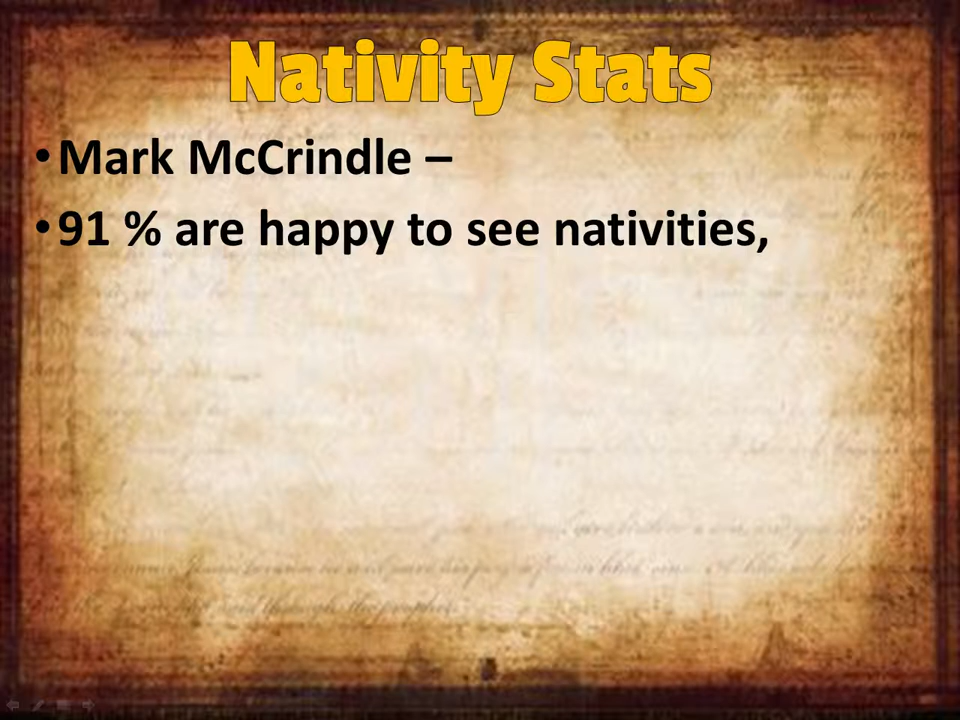 Nativity Stats
•Mark McCrindle –
•91 % are happy to see nativities,